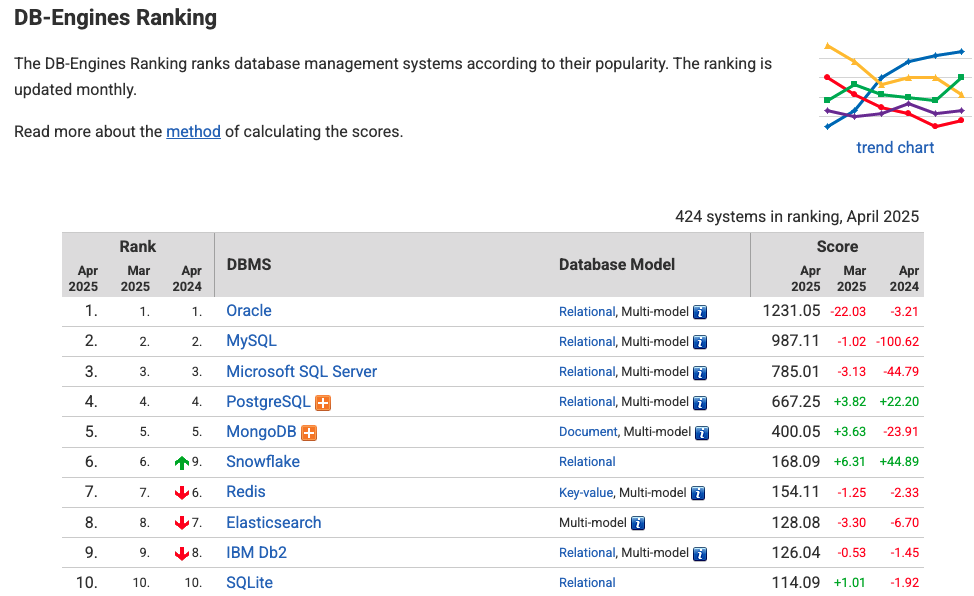 DB-Engines Ranking
The DB-Engines Ranking ranks database management systems according to their popularity. The ranking is
updated monthly.
Read more about the method of calculating the scores.
trend chart
424 systems in ranking, April 2025
Rank DBMS Database Model Score
Apr 2025 Mar 2025 Apr 2024 Apr 2025 Mar 2025 Apr 2024
1. 1. 1. Oracle Relational, Multi-model i 1231.05 -22.03 -3.21
2. 2. 2. MySQL Relational, Multi-model i 987.11 -1.02 -100.62
3. 3. 3. Microsoft SQL Server Relational, Multi-model i 785.01 -3.13 -44.79
4. 4. 4. PostgreSQL Relational, Multi-model i 667.25 +3.82 +22.20
5. 5. 5. MongoDB Document, Multi-model i 400.05 +3.63 -23.91
6. 6. 9. Snowflake Relational 168.09 +6.31 +44.89
7. 7. 6. Redis Key-value, Multi-model i 154.11 -1.25 -2.33
8. 8. 7. Elasticsearch Multi-model i 128.08 -3.30 -6.70
9. 9. 8. IBM Db2 Relational, Multi-model i 126.04 -0.53 -1.45
10. 10. 10. SQLite Relational 114.09 +1.01 -1.92